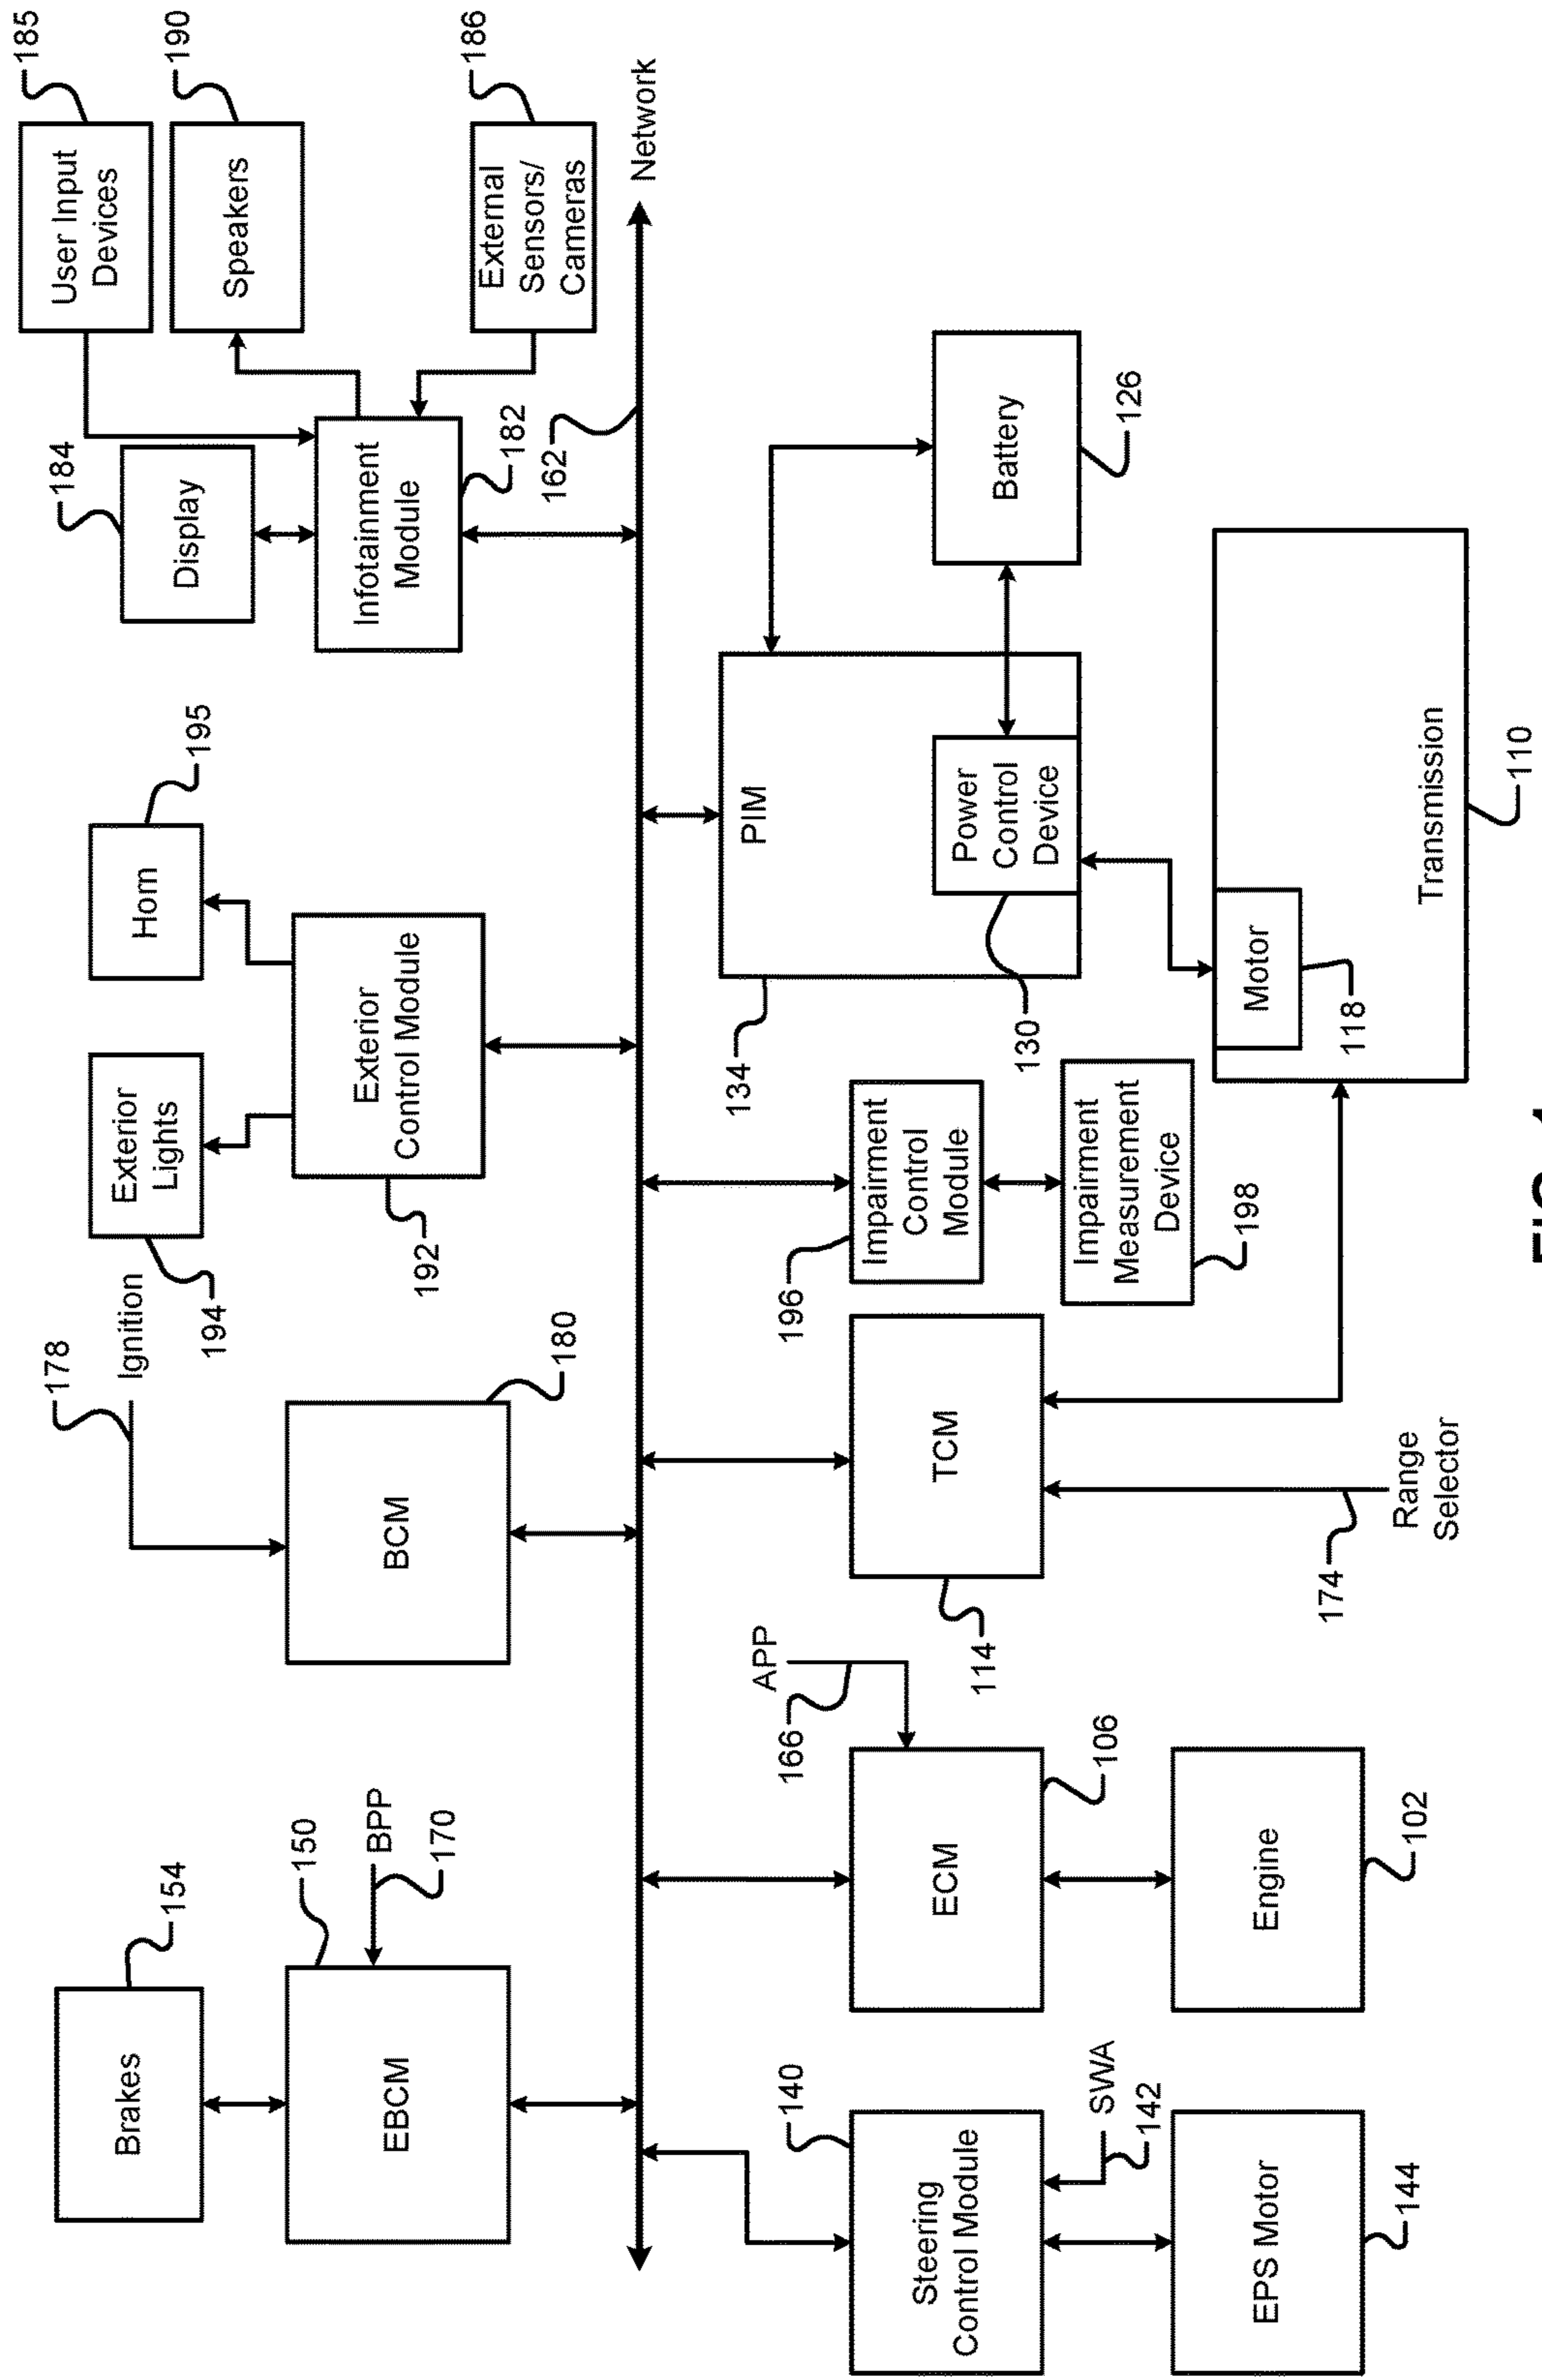 Brakes
154
EBCM
150
BPP
170
178
Ignition
BCM
180
Exterior
Lights
194
Horn
195
Exterior
Control Module
192
184
Display
Infotainment
Module
182
User Input
Devices
185
Speakers
190
External
Sensors/
Cameras
186
162
Network
140
Steering
Control Module
SWA
142
EPS Motor
144
APP
166
ECM
106
Engine
102
TCM
114
174
Range
Selector
196
Impairment
Control
Module
Impairment
Measurement
Device
198
134
PIM
130
Power
Control
Device
Battery
126
Motor
118
Transmission
110